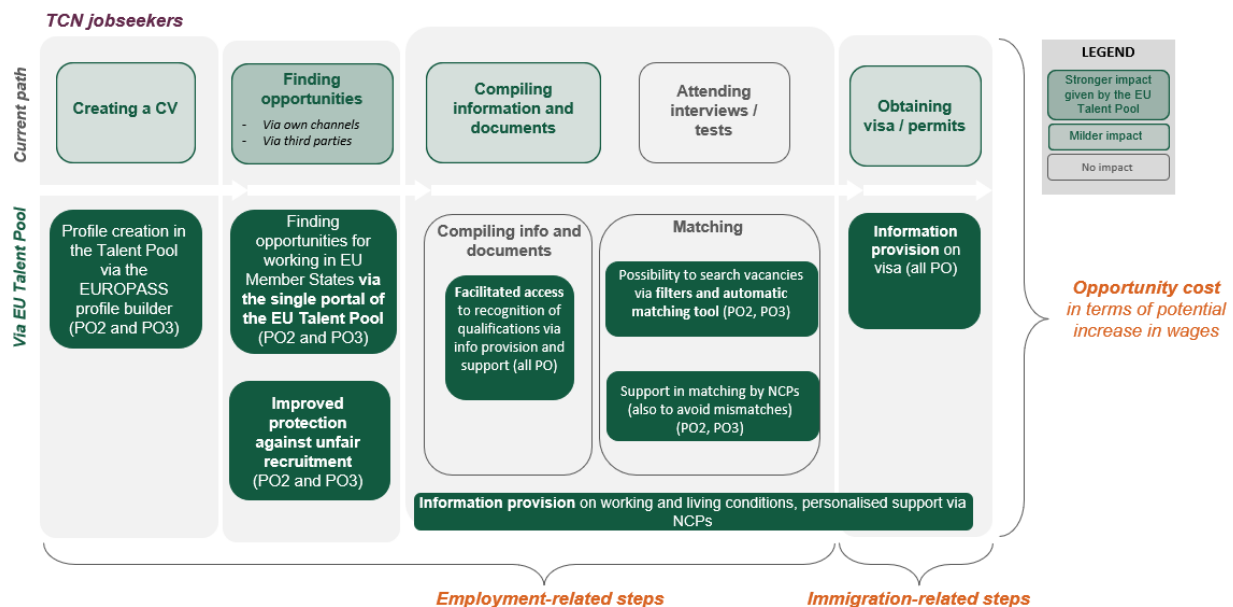 TCN jobseekers
Current path
Creating a CV
Finding
opportunities
- Via own channels
- Via third parties
Compiling
information and
documents
Attending
interviews /
tests
Obtaining
visa / permits
LEGEND
Stronger impact
given by the EU
Talent Pool
Milder impact
No impact
Via EU Talent Pool
Profile creation in
the Talent Pool
via the
EUROPASS
profile builder
(PO2 and PO3)
Finding
opportunities for
working in EU
Member States via
the single portal of
the EU Talent Pool
(PO2 and PO3)
Improved
protection
against unfair
recruitment
(PO2 and PO3)
Compiling info and
documents
Facilitated access
to recognition of
qualifications via
info provision and
support (all PO)
Matching
Possibility to search vacancies
via filters and automatic
matching tool (PO2, PO3)
Support in matching by NCPs
(also to avoid mismatches)
(PO2, PO3)
Information
provision on
visa (all PO)
Information provision on working and living conditions, personalised support via
NCPs
Opportunity cost
in terms of potential
increase in wages
Employment-related steps
Immigration-related steps